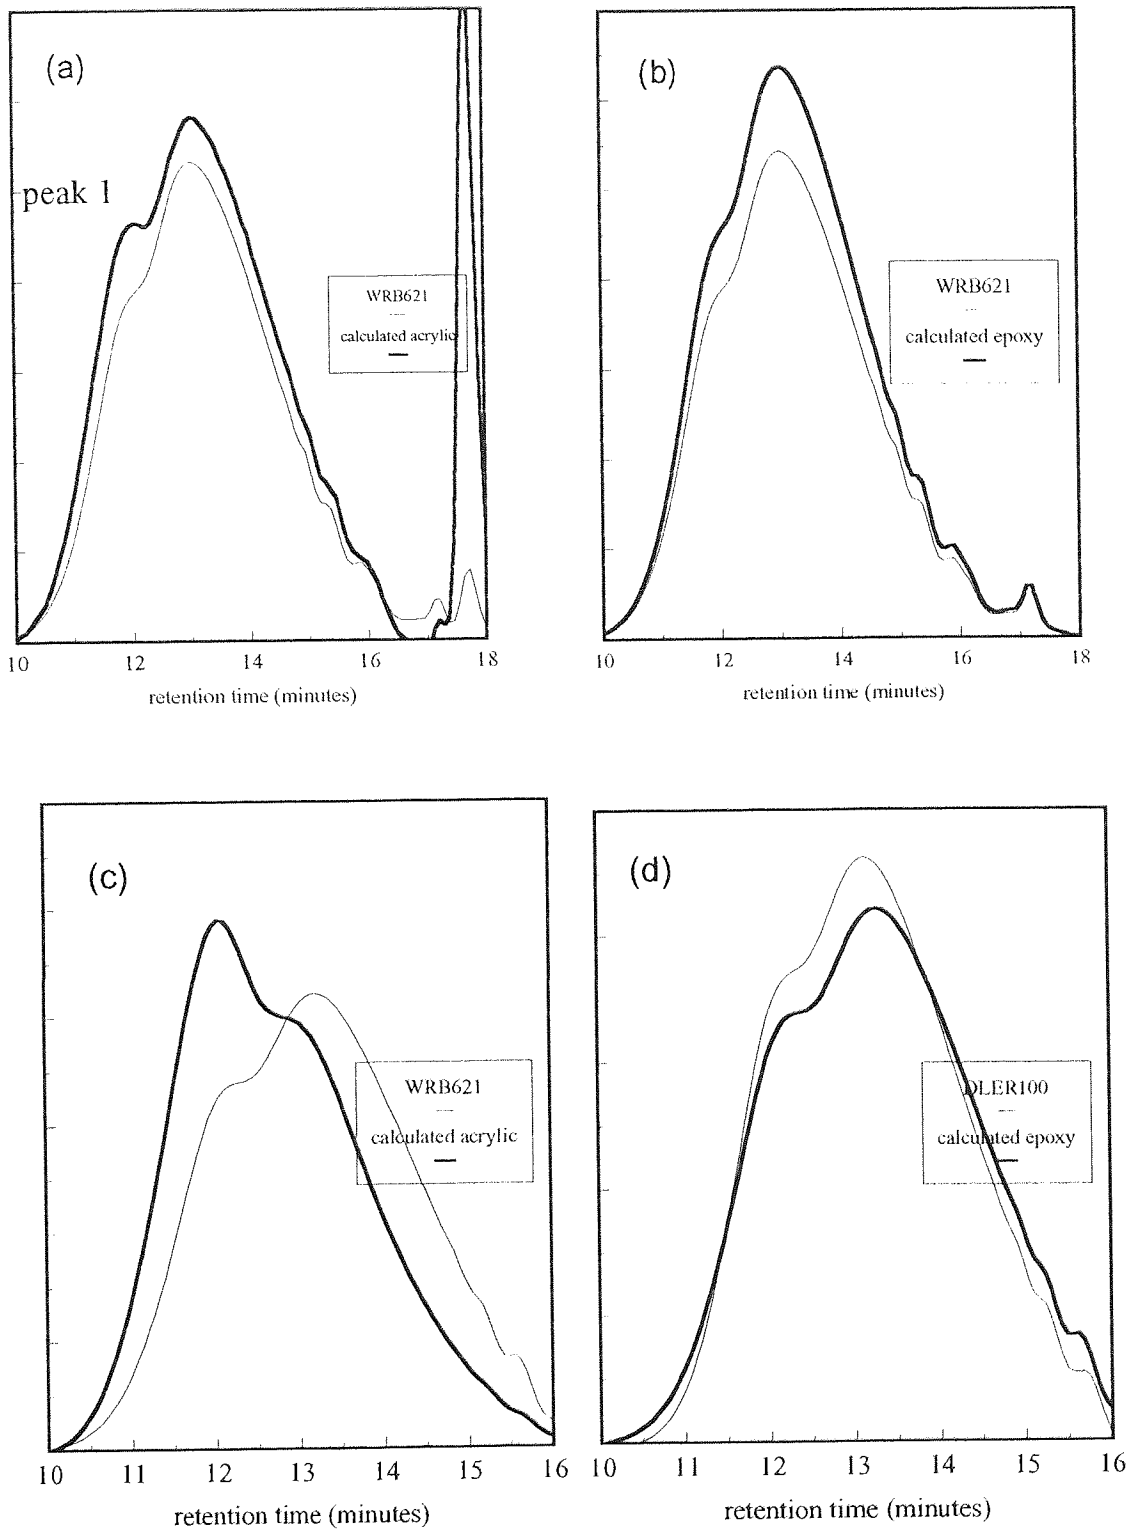 (a)
peak 1
WRB621
calculated acrylic
10 12 14 16 18
retention time (minutes)
(b)
WRB621
calculated epoxy
10 12 14 16 18
retention time (minutes)
(c)
WRB621
calculated acrylic
10 11 12 13 14 15 16
retention time (minutes)
(d)
DLER100
calculated epoxy
10 11 12 13 14 15 16
retention time (minutes)